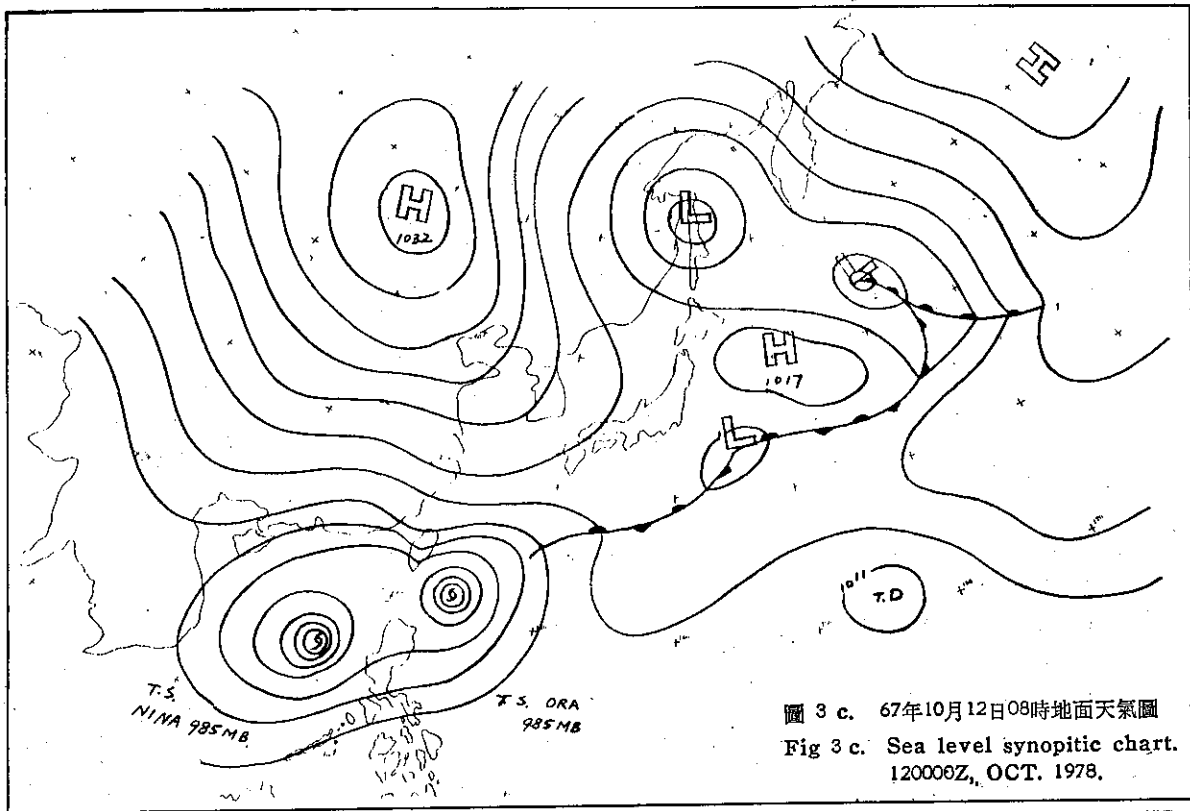 H
H
1032
L
L
H
1017
L
1011
T.D
T.S.
NINA 985MB
T.S. ORA
985MB
圖 3 c. 67年10月12日08時地面天氣圖
Fig 3 c. Sea level synopitic chart.
120000Z, OCT. 1978.